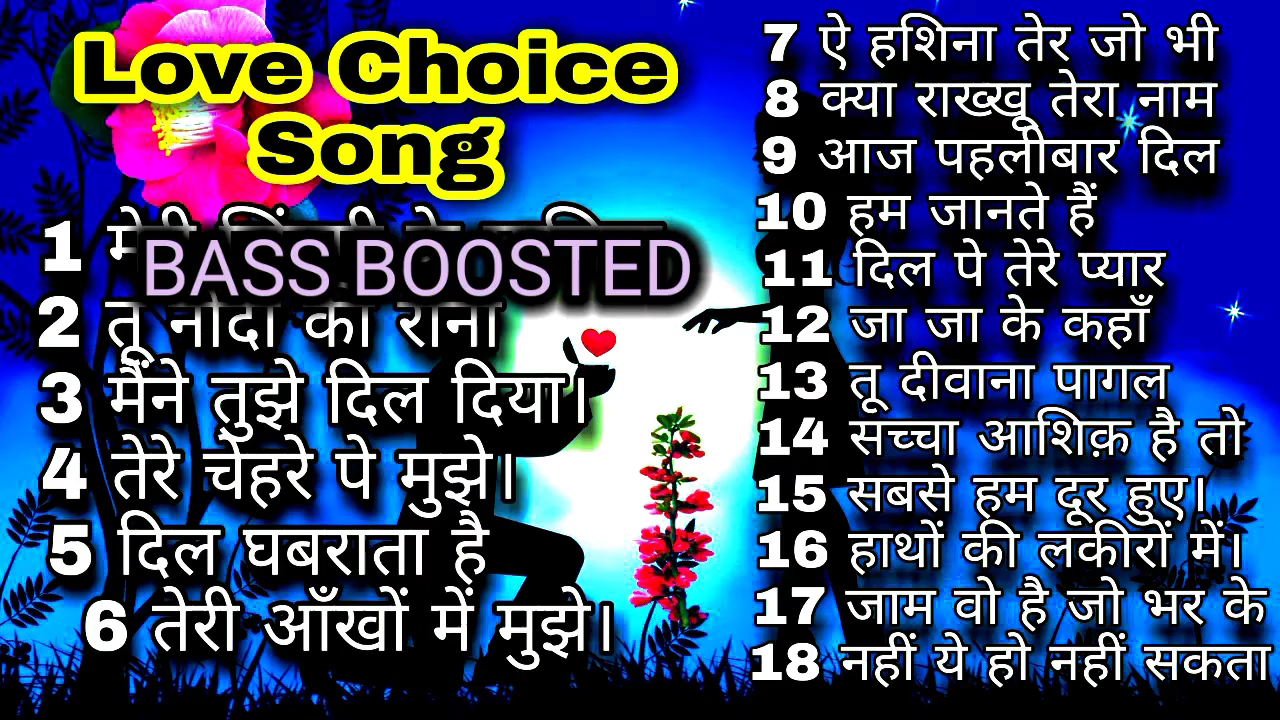 Love Choice
Song
1
BASS BOOSTED
2 तू नींदों की रानी
3 मैंने तुझे दिल दिया।
4 तेरे चेहरे पे मुझे।
5 दिल घबराता है
6 तेरी आँखों में मुझे।
7 ऐ हशिना तेर जो भी
8 क्या राख्खू तेरा नाम
9 आज पहलीबार दिल
10 हम जानते हैं
11 दिल पे तेरे प्यार
12 जा जा के कहाँ
13 तू दीवाना पागल
14 सच्चा आशिक़ है तो
15 सबसे हम दूर हुए।
16 हाथों की लकीरों में।
17 जाम वो है जो भर के
18 नहीं ये हो नहीं सकता